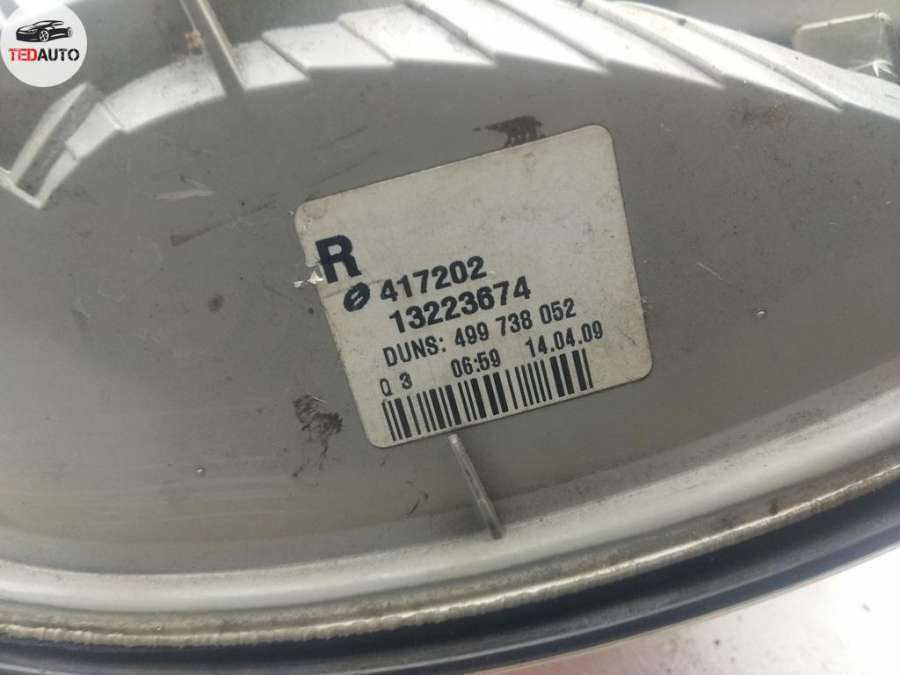 TEDAUTO
R
417202
13223674
DUNS: 499 738 052
Q 3 06:59 14.04.09